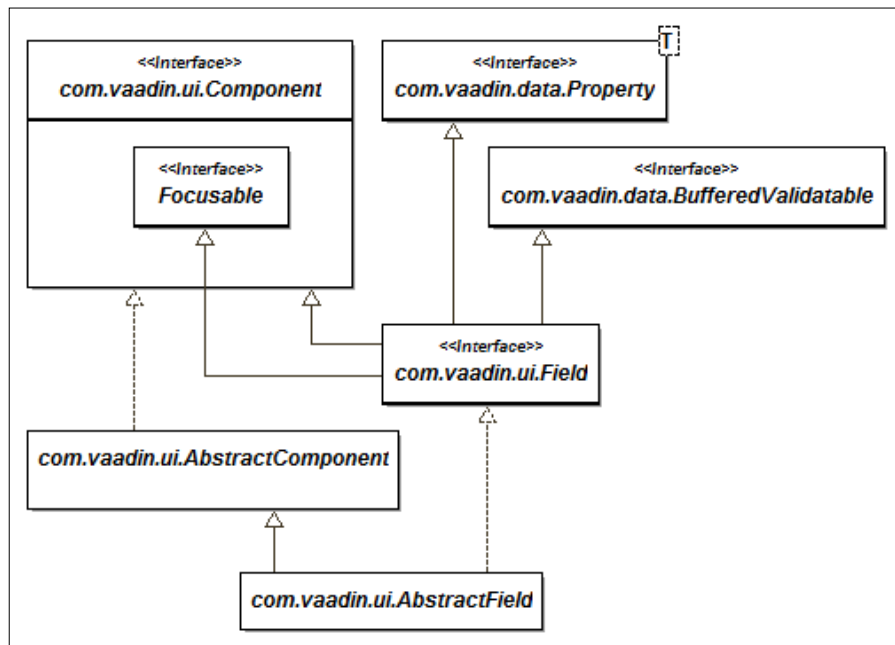 <<Interface>>
com.vaadin.ui.Component
<<Interface>>
Focusable
T
<<Interface>>
com.vaadin.data.Property
<<Interface>>
com.vaadin.data.BufferedValidatable
<<Interface>>
com.vaadin.ui.Field
com.vaadin.ui.AbstractComponent
com.vaadin.ui.AbstractField